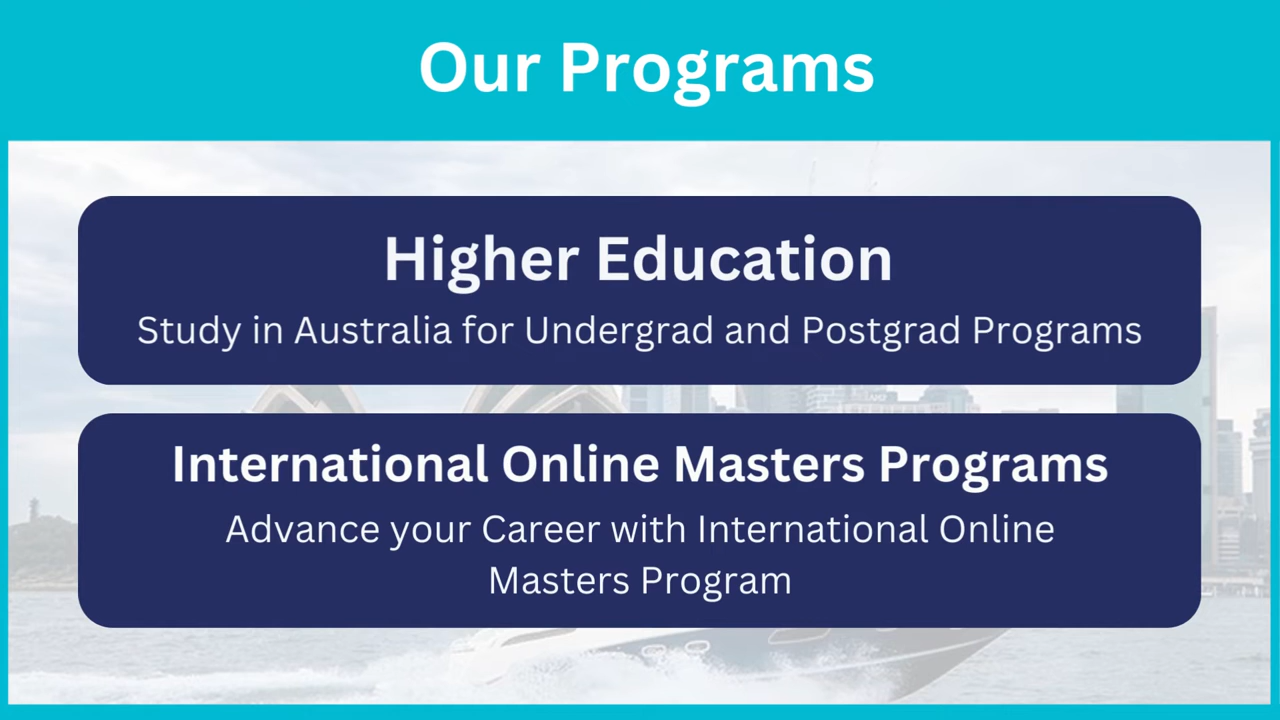 Our Programs
Higher Education
Study in Australia for Undergrad and Postgrad Programs
International Online Masters Programs
Advance your Career with International Online
Masters Program